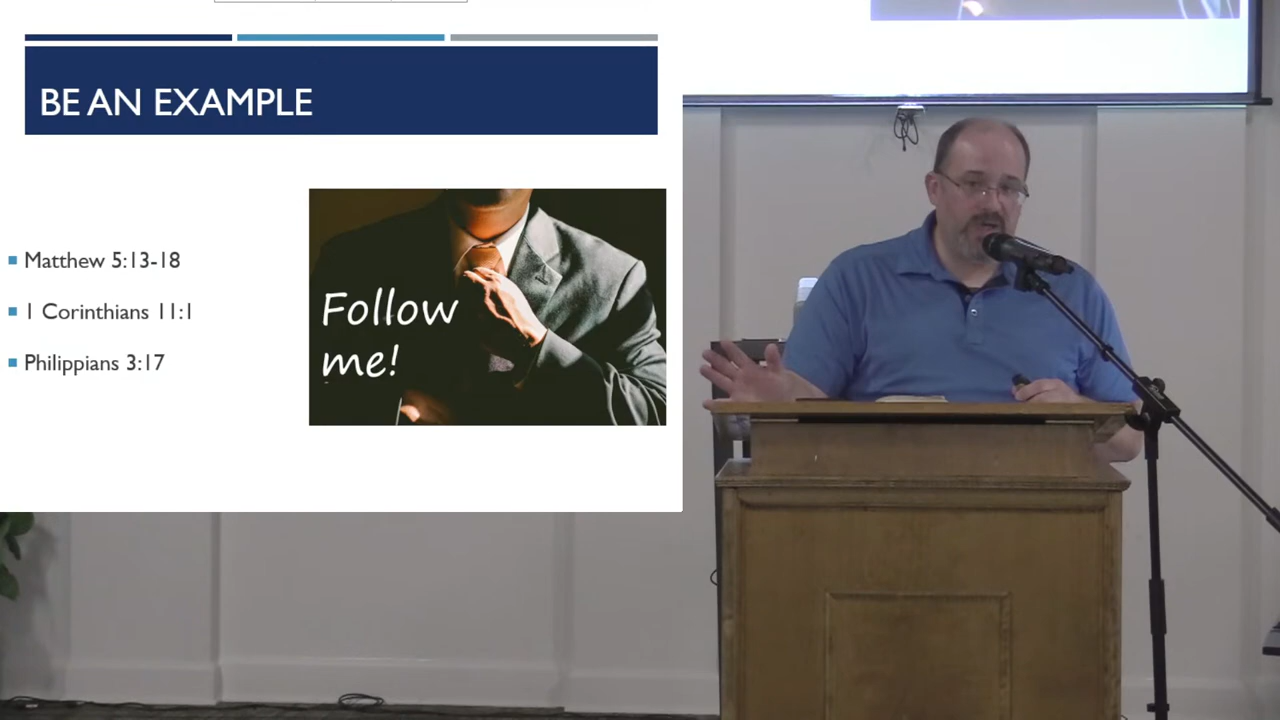 BE AN EXAMPLE
Matthew 5:13-18
1 Corinthians 11:1
Philippians 3:17
Follow
me!